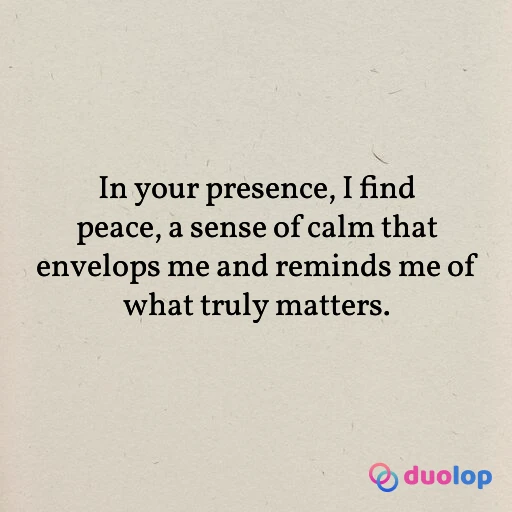 In your presence, I find
peace, a sense of calm that
envelops me and reminds me of
what truly matters.
duolop